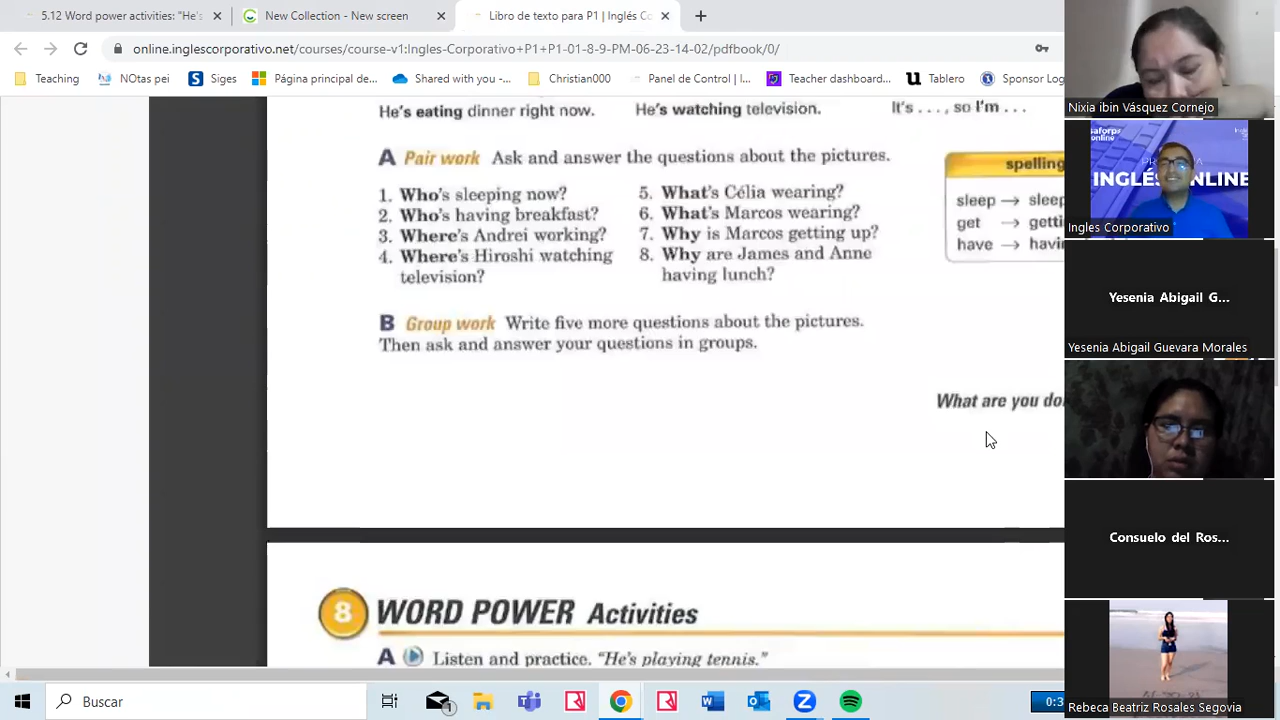 5.12 Word power activities: "He's
New Collection - New screen
Libro de texto para P1 | Inglés Co
online.inglescorporativo.net/courses/course-v1:Ingles-Corporativo+P1+P1-01-8-9-PM-06-23-14-02/pdfbook/0/
Teaching
NOtas pei
Siges
Página principal de...
Shared with you -...
Christian000
Panel de Control | I...
Teacher dashboard...
Tablero
Sponsor Log
He's eating dinner right now.
He's watching television.
It's . . . , so I'm . . .
A Pair work Ask and answer the questions about the pictures.
1. Who's sleeping now?
2. Who's having breakfast?
3. Where's Andrei working?
4. Where's Hiroshi watching
television?
5. What's Célia wearing?
6. What's Marcos wearing?
7. Why is Marcos getting up?
8. Why are James and Anne
having lunch?
spelling
sleep → sleep
get → getti
have → havin
B Group work Write five more questions about the pictures.
Then ask and answer your questions in groups.
What are you doi
8 WORD POWER Activities
A Listen and practice. "He's playing tennis."
Nixia ibin Vásquez Cornejo
INGLÉS ONLINE
Ingles Corporativo
Yesenia Abigail G...
Yesenia Abigail Guevara Morales
Consuelo del Ros...
Rebeca Beatriz Rosales Segovia
Buscar
1
0:3